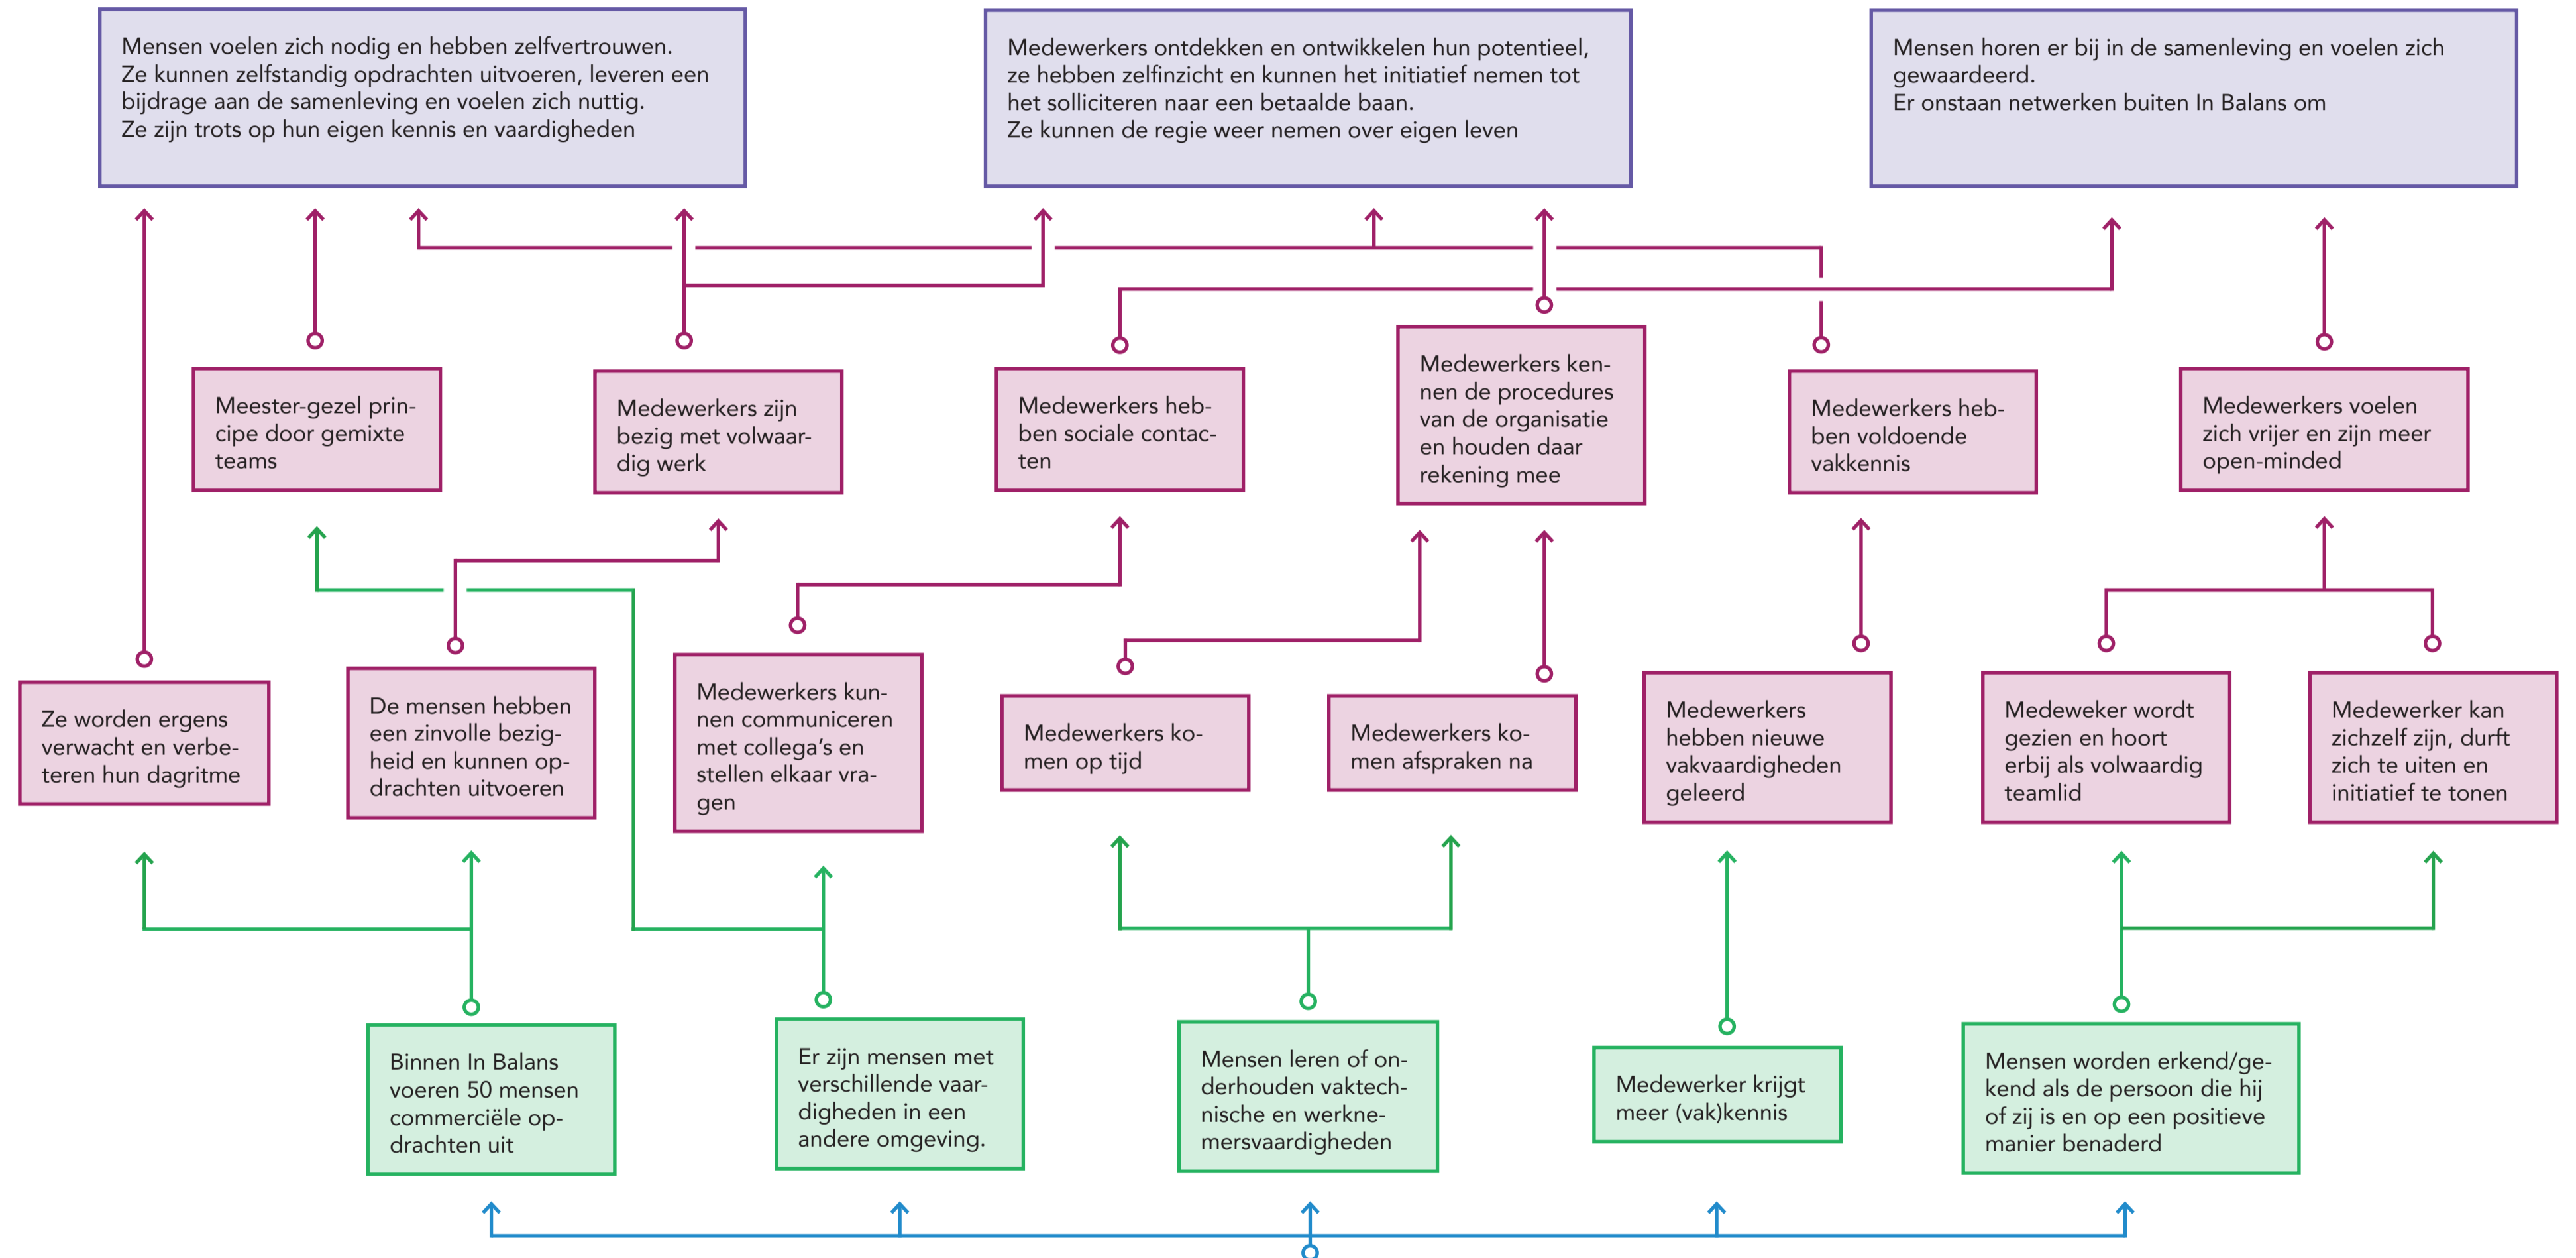 Mensen voelen zich nodig en hebben zelfvertrouwen.
Ze kunnen zelfstandig opdrachten uitvoeren, leveren een
bijdrage aan de samenleving en voelen zich nuttig.
Ze zijn trots op hun eigen kennis en vaardigheden
Medewerkers ontdekken en ontwikkelen hun potentieel,
ze hebben zelfinzicht en kunnen het initiatief nemen tot
het solliciteren naar een betaalde baan.
Ze kunnen de regie weer nemen over eigen leven
Mensen horen er bij in de samenleving en voelen zich
gewaardeerd.
Er onstaan netwerken buiten In Balans om
Meester-gezel prin-
cipe door gemixte
teams
Medewerkers zijn
bezig met volwaar-
dig werk
Medewerkers heb-
ben sociale contac-
ten
Medewerkers ken-
nen de procedures
van de organisatie
en houden daar
rekening mee
Medewerkers heb-
ben voldoende
vakkennis
Medewerkers voelen
zich vrijer en zijn meer
open-minded
Ze worden ergens
verwacht en verbe-
teren hun dagritme
De mensen hebben
een zinvolle bezig-
heid en kunnen op-
drachten uitvoeren
Medewerkers kun-
nen communiceren
met collega's en
stellen elkaar vra-
gen
Medewerkers ko-
men op tijd
Medewerkers ko-
men afspraken na
Medewerkers
hebben nieuwe
vakvaardigheden
geleerd
Medeweker wordt
gezien en hoort
erbij als volwaardig
teamlid
Medewerker kan
zichzelf zijn, durft
zich te uiten en
initiatief te tonen
Binnen In Balans
voeren 50 mensen
commerciële op-
drachten uit
Er zijn mensen met
verschillende vaar-
digheden in een
andere omgeving.
Mensen leren of on-
derhouden vaktech-
nische en werkne-
mersvaardigheden
Medewerker krijgt
meer (vak)kennis
Mensen worden erkend/ge-
kend als de persoon die hij
of zij is en op een positieve
manier benaderd